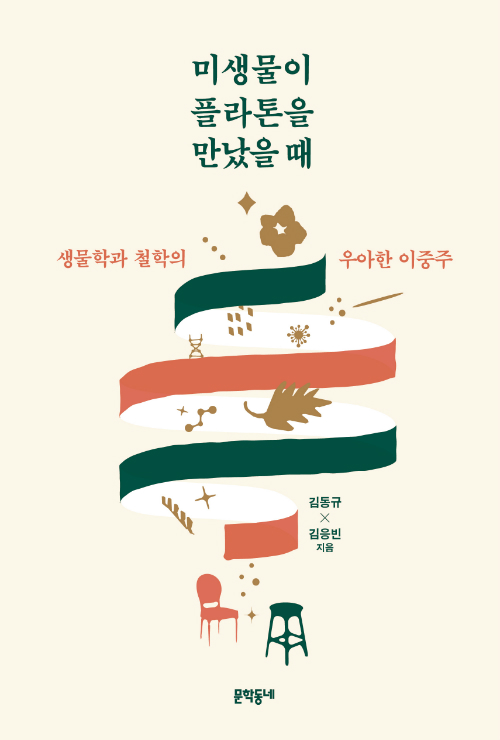 미생물이
플라톤을
만났을 때
생물학과 철학의 우아한 이중주
김동규
×
김응빈
지음
문학동네